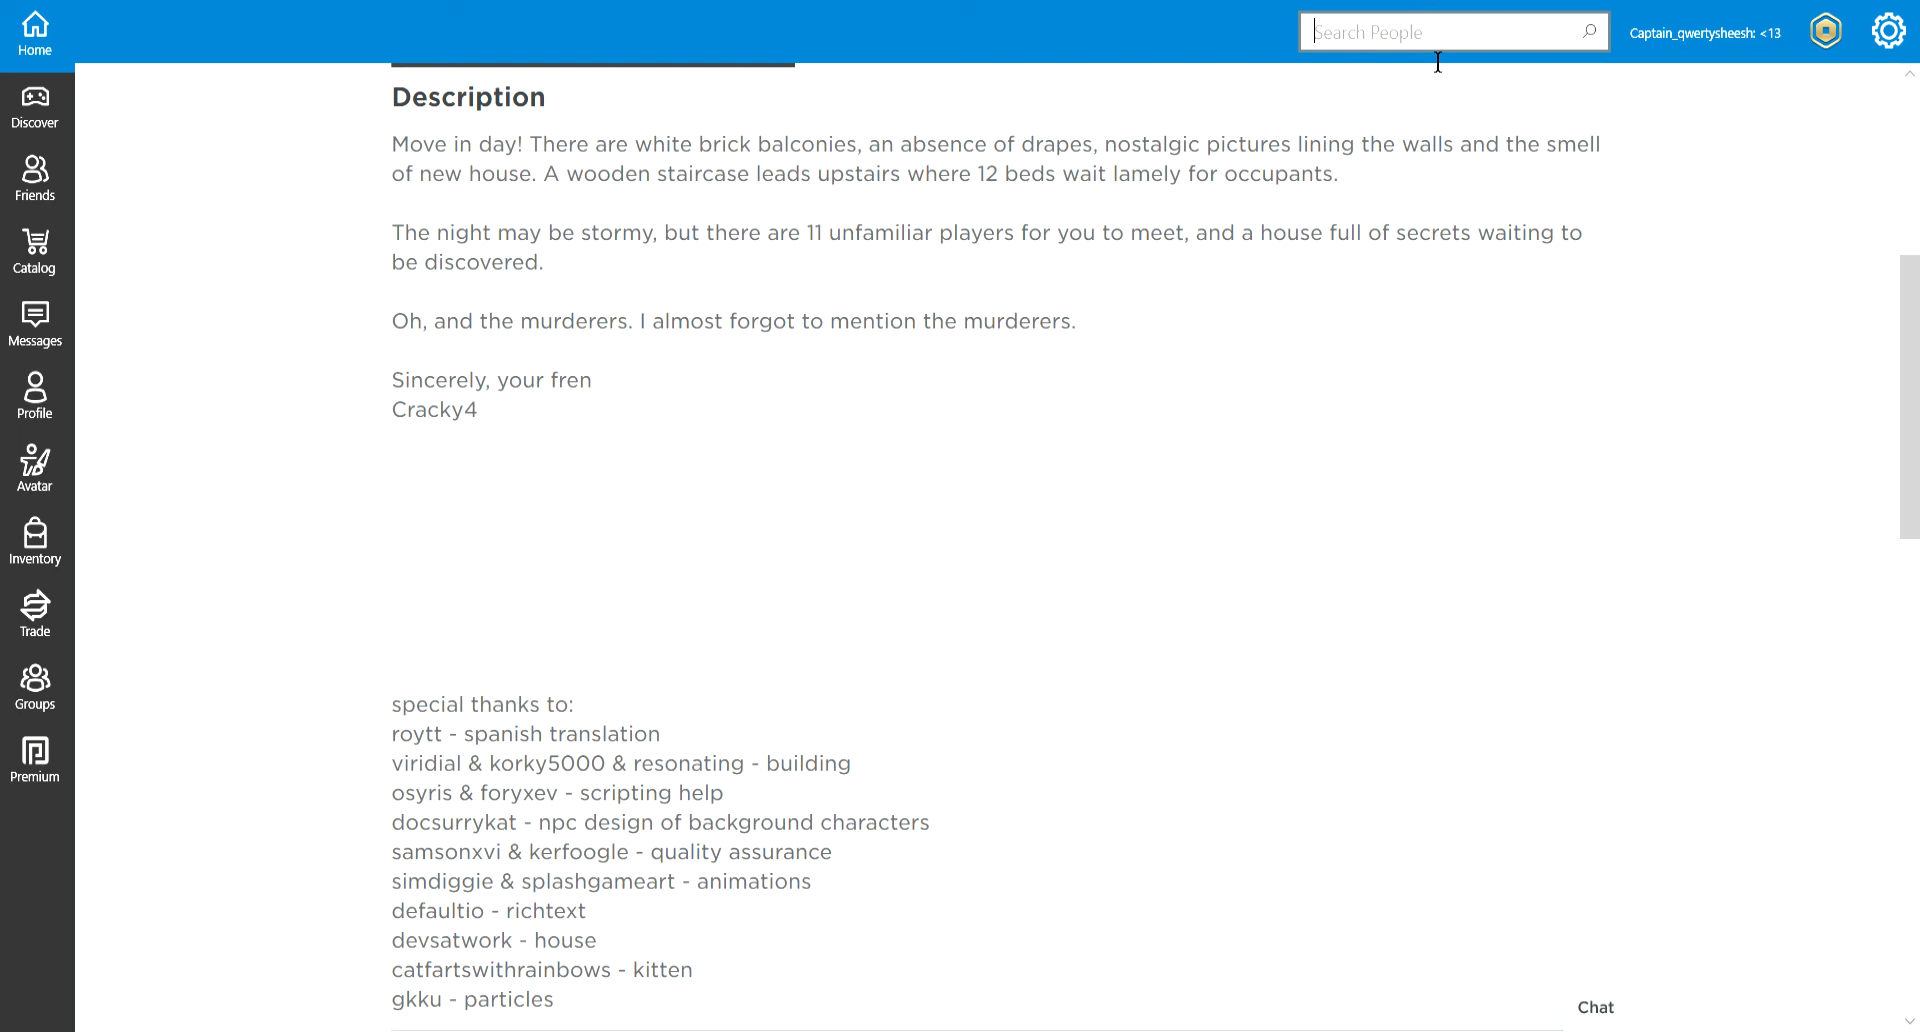 Home
Search People
Captain_qwertysheesh: <13
Discover
Friends
Catalog
Messages
Profile
Avatar
Inventory
Trade
Groups
Premium
Description
Move in day! There are white brick balconies, an absence of drapes, nostalgic pictures lining the walls and the smell
of new house. A wooden staircase leads upstairs where 12 beds wait lamely for occupants.
The night may be stormy, but there are 11 unfamiliar players for you to meet, and a house full of secrets waiting to
be discovered.
Oh, and the murderers. I almost forgot to mention the murderers.
Sincerely, your fren
Cracky4
special thanks to:
roytt - spanish translation
viridial & korky5000 & resonating - building
osyris & foryxev - scripting help
docsurrykat - npc design of background characters
samsonxvi & kerfoogle - quality assurance
simdiggie & splashgameart - animations
defaultio - richtext
devsatwork - house
catfartswithrainbows - kitten
gkku - particles
Chat